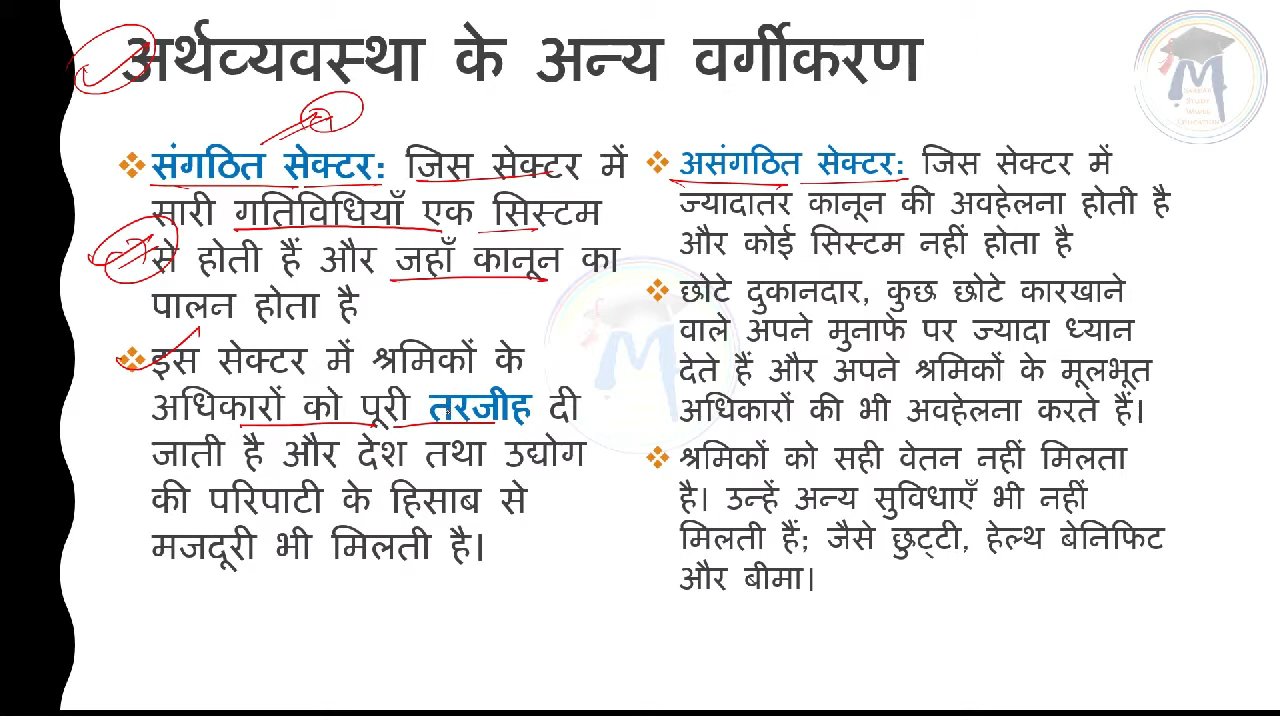 अर्थव्यवस्था के अन्य वर्गीकरण
संगठित सेक्टर: जिस सेक्टर में
सारी गतिविधियाँ एक सिस्टम
से होती हैं और जहाँ कानून का
पालन होता है
इस सेक्टर में श्रमिकों के
अधिकारों को पूरी तरजीह दी
जाती है और देश तथा उद्योग
की परिपाटी के हिसाब से
मजदूरी भी मिलती है।
असंगठित सेक्टर: जिस सेक्टर में
ज्यादातर कानून की अवहेलना होती है
और कोई सिस्टम नहीं होता है
छोटे दुकानदार, कुछ छोटे कारखाने
वाले अपने मुनाफे पर ज्यादा ध्यान
देते हैं और अपने श्रमिकों के मूलभूत
अधिकारों की भी अवहेलना करते हैं।
श्रमिकों को सही वेतन नहीं मिलता
है। उन्हें अन्य सुविधाएँ भी नहीं
मिलती हैं; जैसे छुट्टी, हेल्थ बेनिफिट
और बीमा।